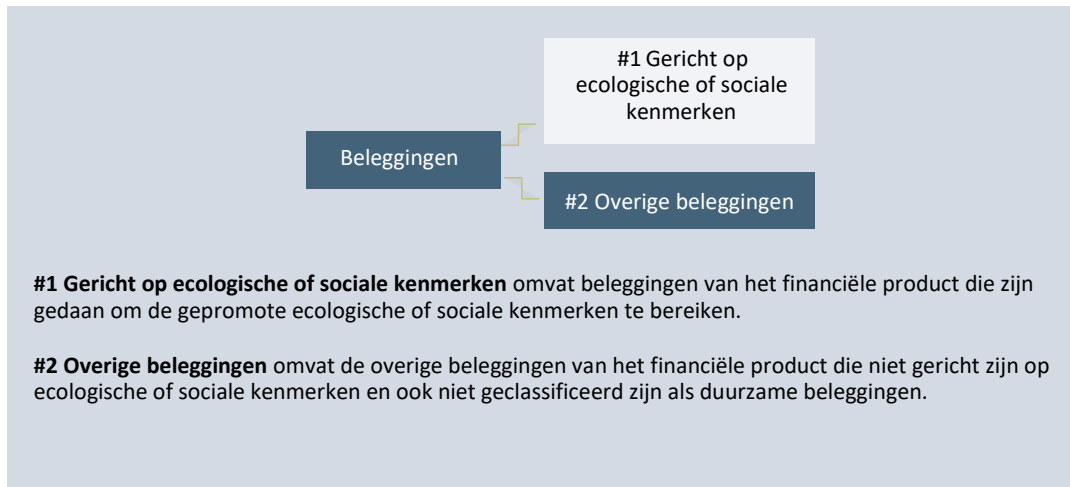 #1 Gericht op
ecologische of sociale
kenmerken
Beleggingen
#2 Overige beleggingen
#1 Gericht op ecologische of sociale kenmerken omvat beleggingen van het financiële product die zijn
gedaan om de gepromote ecologische of sociale kenmerken te bereiken.
#2 Overige beleggingen omvat de overige beleggingen van het financiële product die niet gericht zijn op
ecologische of sociale kenmerken en ook niet geclassificeerd zijn als duurzame beleggingen.